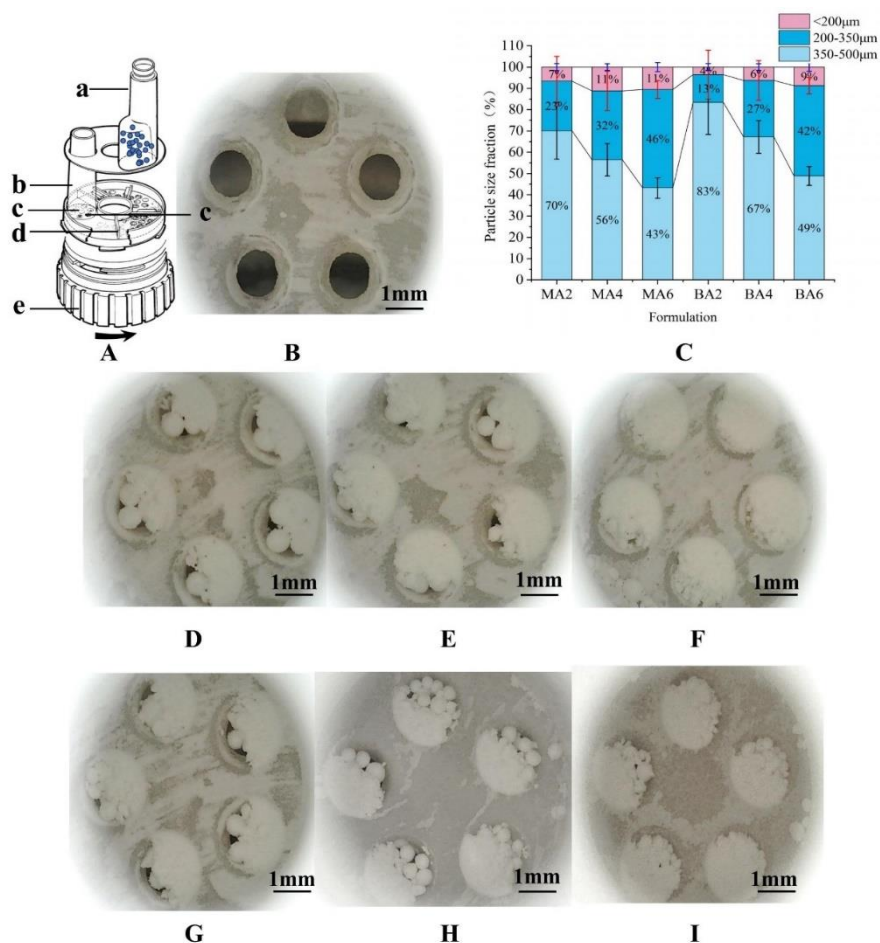 a
b
c
c
d
e
A
1mm
B
<200μm
200-350μm
350-500μm
110
100
90
80
70
60
50
40
30
20
10
0
Particle size fraction (%)
7%
11%
11%
4%
6%
9%
23%
32%
46%
13%
27%
42%
70%
56%
43%
83%
67%
49%
MA2 MA4 MA6 BA2 BA4 BA6
Formulation
C
1mm
1mm
1mm
D E F
1mm
1mm
1mm
G H I